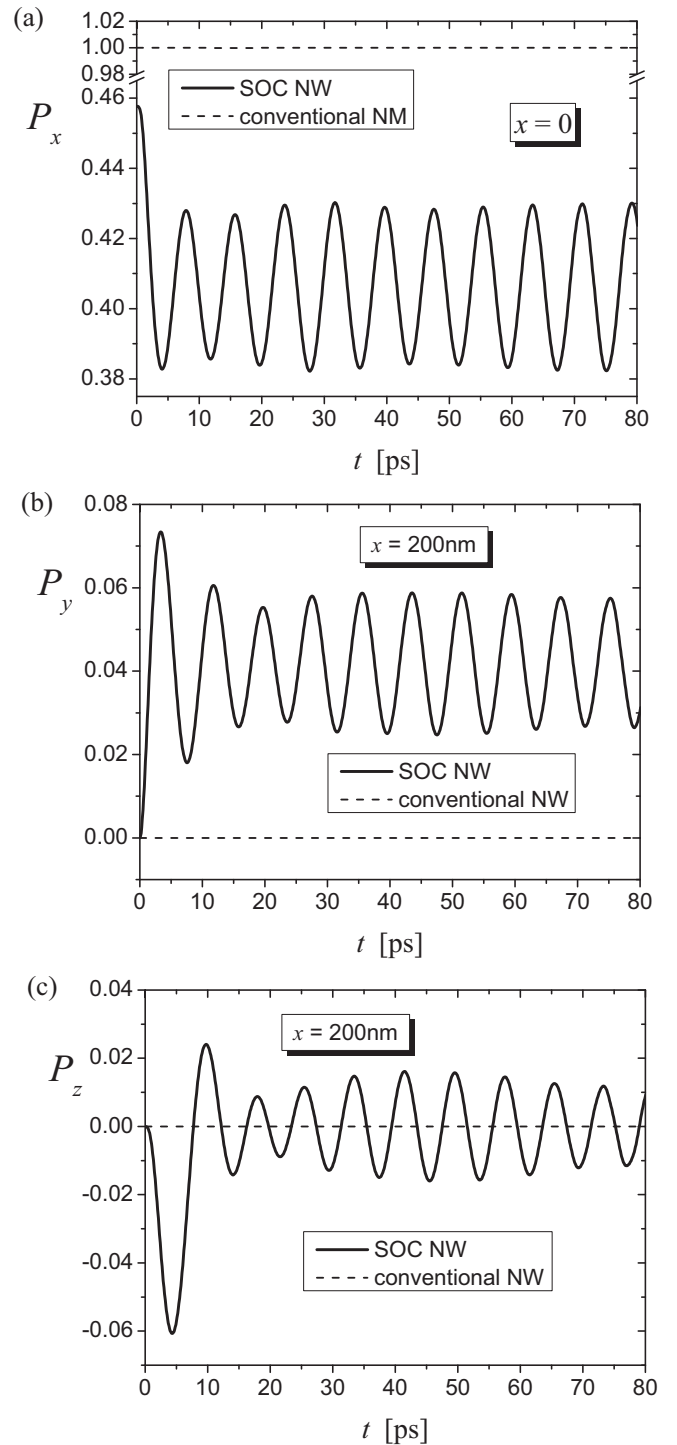 (a)
1.02
1.00
0.98
SOC NW
conventional NM
x = 0
P_x
0.46
0.44
0.42
0.40
0.38
0 10 20 30 40 50 60 70 80
t [ps]
(b)
0.08
x = 200nm
P_y
0.06
0.04
0.02
SOC NW
conventional NW
0.00
0 10 20 30 40 50 60 70 80
t [ps]
(c)
0.04
x = 200nm
P_z
0.02
0.00
-0.02
SOC NW
conventional NW
-0.04
-0.06
0 10 20 30 40 50 60 70 80
t [ps]